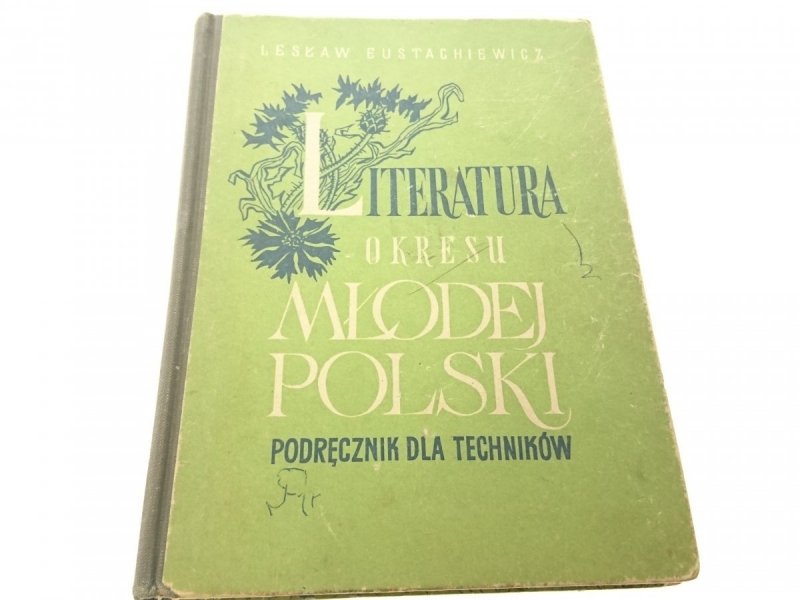 LESŁAW EUSTACHIEWICZ
LITERATURA
OKRESU
MŁODEJ
POLSKI
PODRĘCZNIK DLA TECHNIKÓW